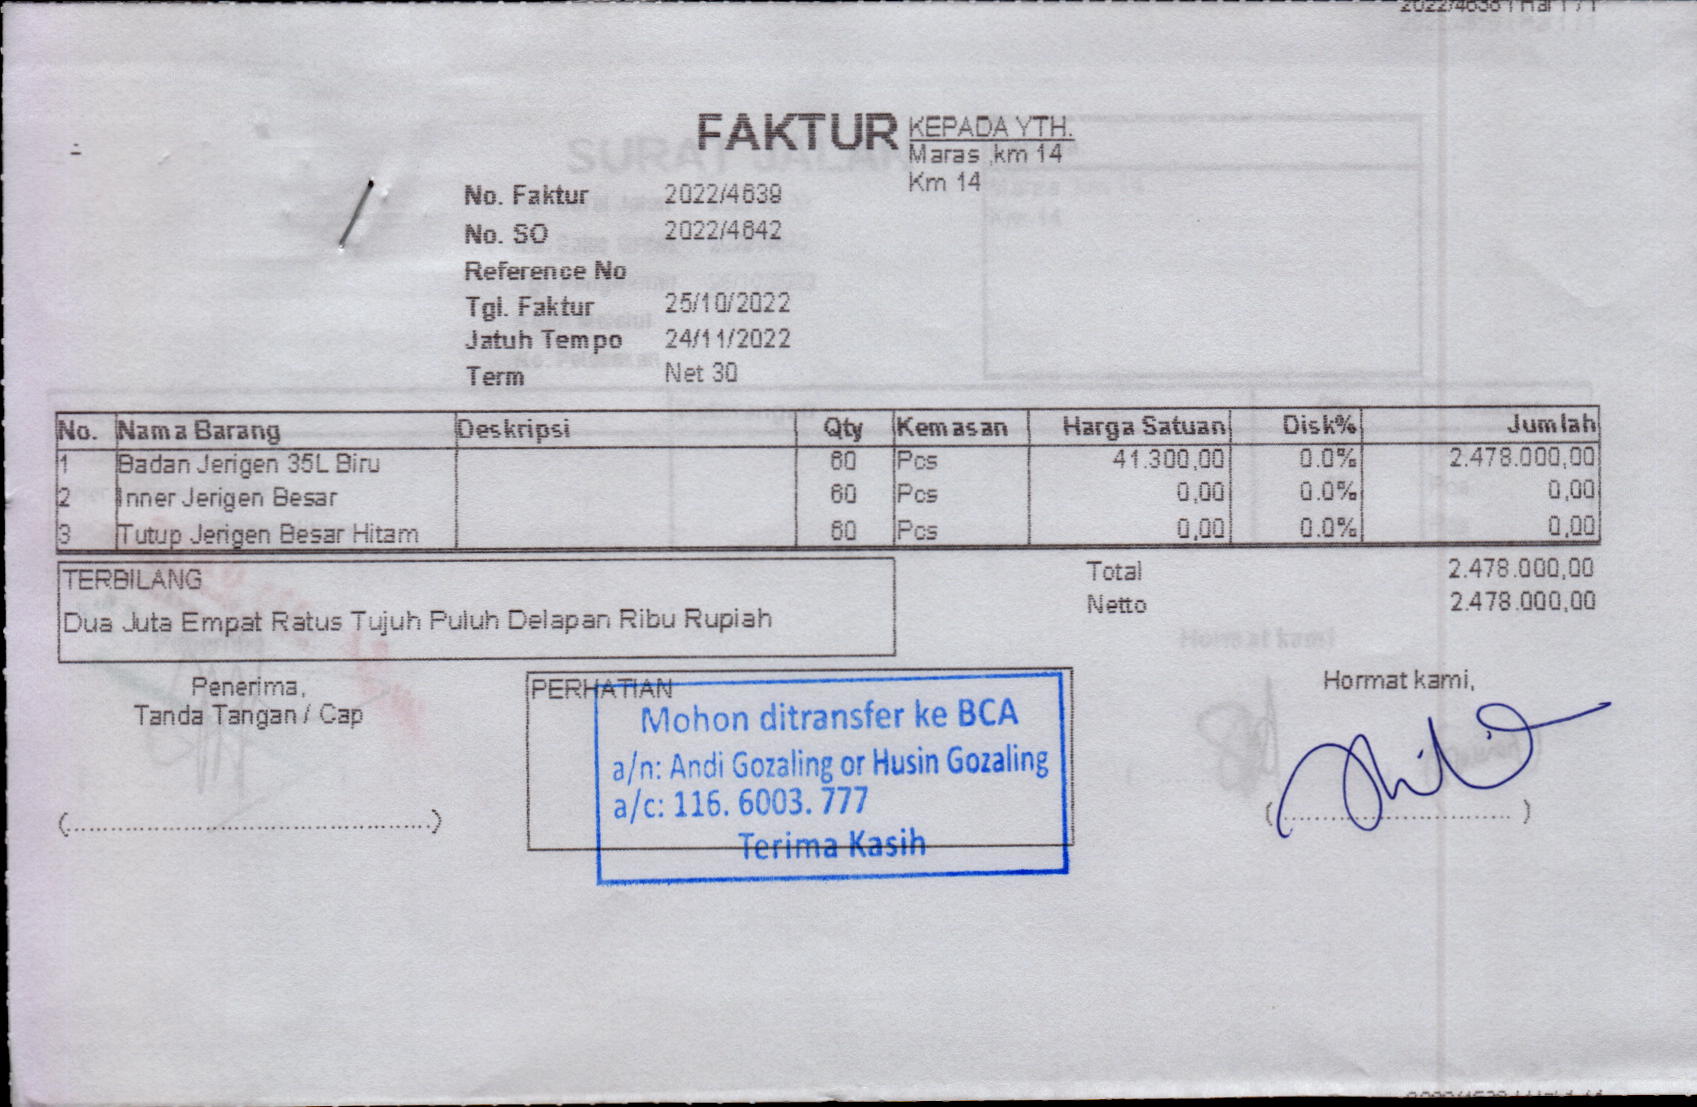 FAKTUR
KEPADA YTH.
Maras ,km 14
Km 14
No. Faktur 2022/4639
No. SO 2022/4642
Reference No
Tgl. Faktur 25/10/2022
Jatuh Tempo 24/11/2022
Term Net 30
No. Nama Barang Deskripsi Qty Kemasan Harga Satuan Disk% Jumlah
1 Badan Jerigen 35L Biru 60 Pcs 41.300,00 0.0% 2.478.000,00
2 Inner Jerigen Besar 60 Pcs 0,00 0.0% 0,00
3 Tutup Jerigen Besar Hitam 60 Pcs 0,00 0.0% 0,00
TERBILANG
Dua Juta Empat Ratus Tujuh Puluh Delapan Ribu Rupiah
Total 2.478.000,00
Netto 2.478.000,00
Penerima,
Tanda Tangan / Cap
PERHATIAN
Mohon ditransfer ke BCA
a/n: Andi Gozaling or Husin Gozaling
a/c: 116. 6003. 777
Terima Kasih
Hormat kami,